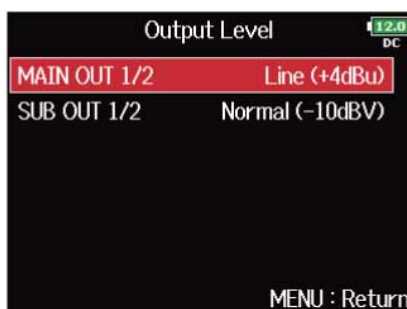 Output Level
12.0
DC
MAIN OUT 1/2 Line (+4dBu)
SUB OUT 1/2 Normal (−10dBV)
MENU : Return